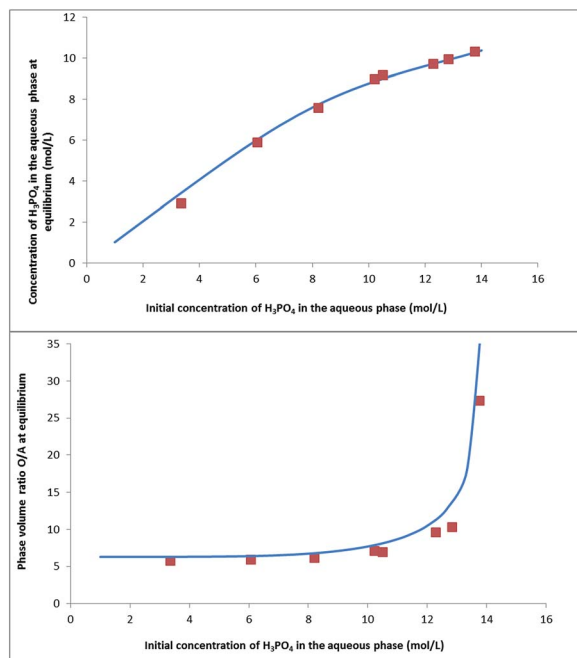 Concentration of H₃PO₄ in the aqueous phase at
equilibrium (mol/L)
12
10
8
6
4
2
0
0 2 4 6 8 10 12 14 16
Initial concentration of H₃PO₄ in the aqueous phase (mol/L)
Phase volume ratio O/A at equilibrium
35
30
25
20
15
10
5
0
0 2 4 6 8 10 12 14 16
Initial concentration of H₃PO₄ in the aqueous phase (mol/L)